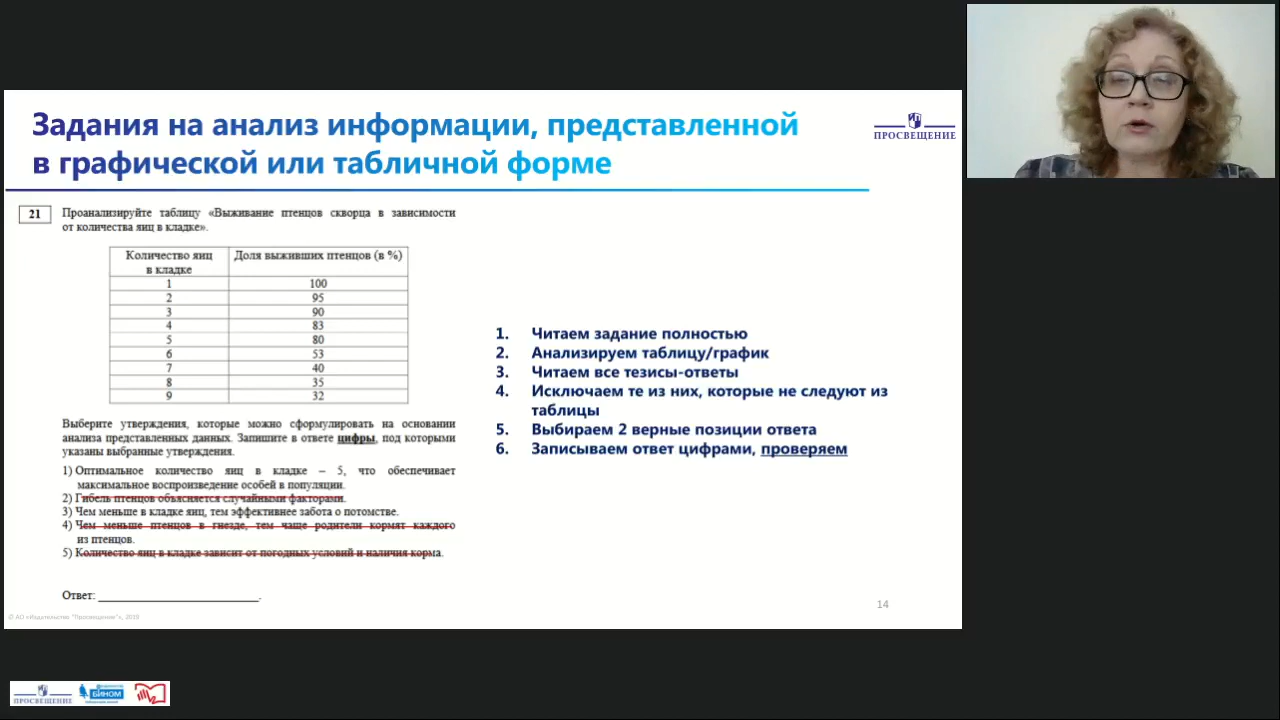 Задания на анализ информации, представленной
в графической или табличной форме
ПРОСВЕЩЕНИЕ
21
Проанализируйте таблицу «Выживание птенцов скворца в зависимости
от количества яиц в кладке».
Количество яиц
в кладке
Доля выживших птенцов (в %)
1 100
2 95
3 90
4 83
5 80
6 53
7 40
8 35
9 32
Выберите утверждения, которые можно сформулировать на основании
анализа представленных данных. Запишите в ответе цифры, под которыми
указаны выбранные утверждения.
1) Оптимальное количество яиц в кладке – 5, что обеспечивает
максимальное воспроизведение особей в популяции.
2) Гибель птенцов объясняется случайными факторами.
3) Чем меньше в кладке яиц, тем эффективнее забота о потомстве.
4) Чем меньше птенцов в гнезде, тем чаще родители кормят каждого
из птенцов.
5) Количество яиц в кладке зависит от погодных условий и наличия корма.
Ответ: ___________________________.
1. Читаем задание полностью
2. Анализируем таблицу/график
3. Читаем все тезисы-ответы
4. Исключаем те из них, которые не следуют из
таблицы
5. Выбираем 2 верные позиции ответа
6. Записываем ответ цифрами, проверяем
14
© АО «Издательство "Просвещение"», 2019
ПРОСВЕЩЕНИЕ
БИНОМ